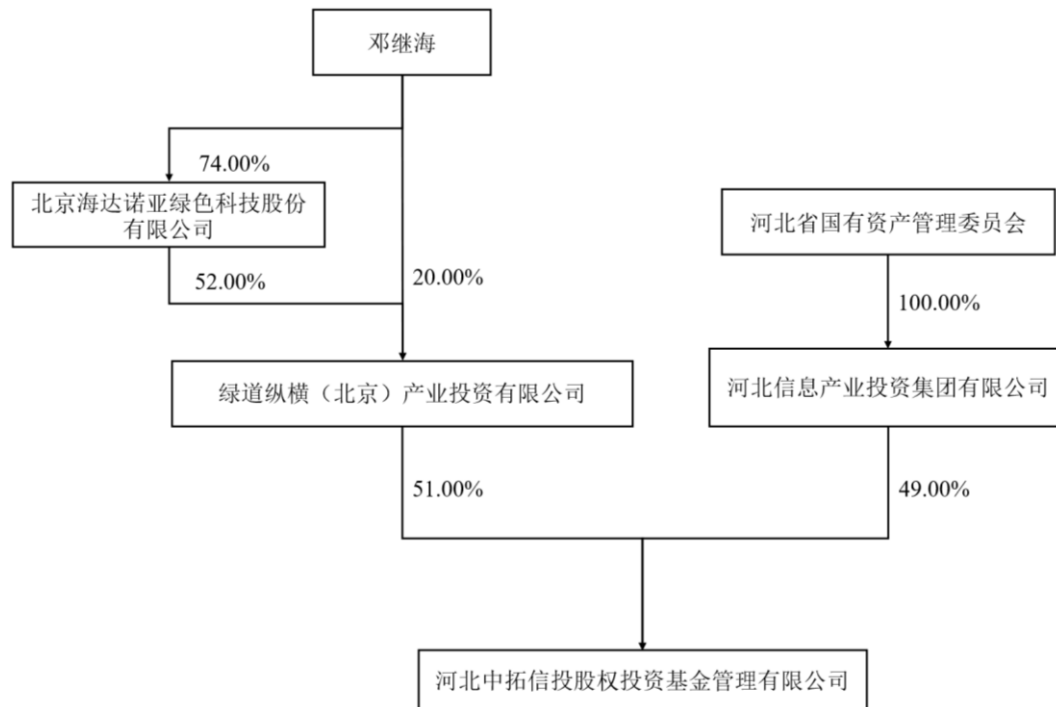 邓继海
74.00%
北京海达诺亚绿色科技股份
有限公司
河北省国有资产管理委员会
52.00%
20.00%
100.00%
绿道纵横（北京）产业投资有限公司
河北信息产业投资集团有限公司
51.00%
49.00%
河北中拓信投股权投资基金管理有限公司